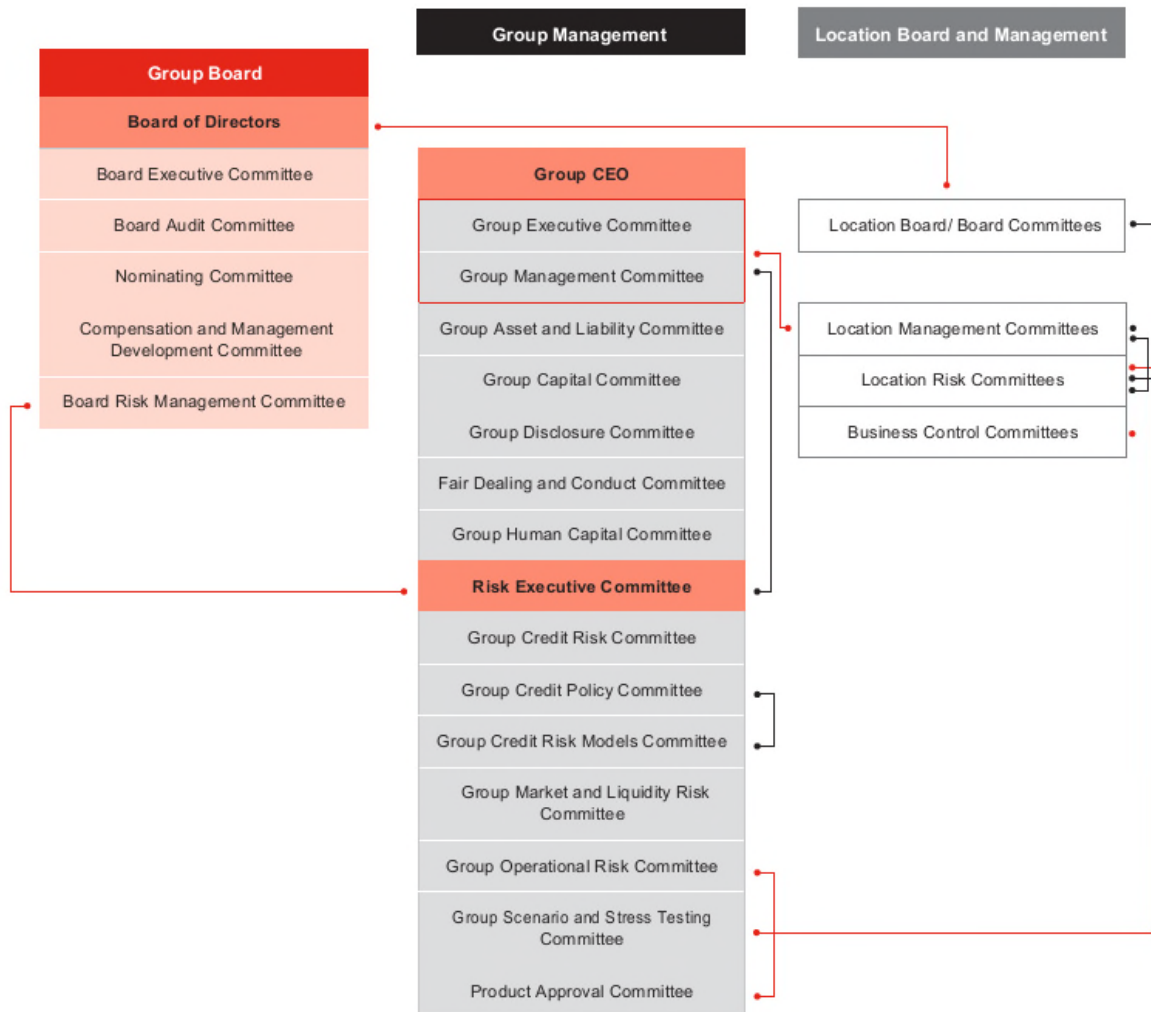 Group Management
Location Board and Management
Group Board
Board of Directors
Board Executive Committee
Board Audit Committee
Nominating Committee
Compensation and Management
Development Committee
Board Risk Management Committee
Group CEO
Group Executive Committee
Group Management Committee
Group Asset and Liability Committee
Group Capital Committee
Group Disclosure Committee
Fair Dealing and Conduct Committee
Group Human Capital Committee
Risk Executive Committee
Group Credit Risk Committee
Group Credit Policy Committee
Group Credit Risk Models Committee
Group Market and Liquidity Risk
Committee
Group Operational Risk Committee
Group Scenario and Stress Testing
Committee
Product Approval Committee
Location Board/ Board Committees
Location Management Committees
Location Risk Committees
Business Control Committees